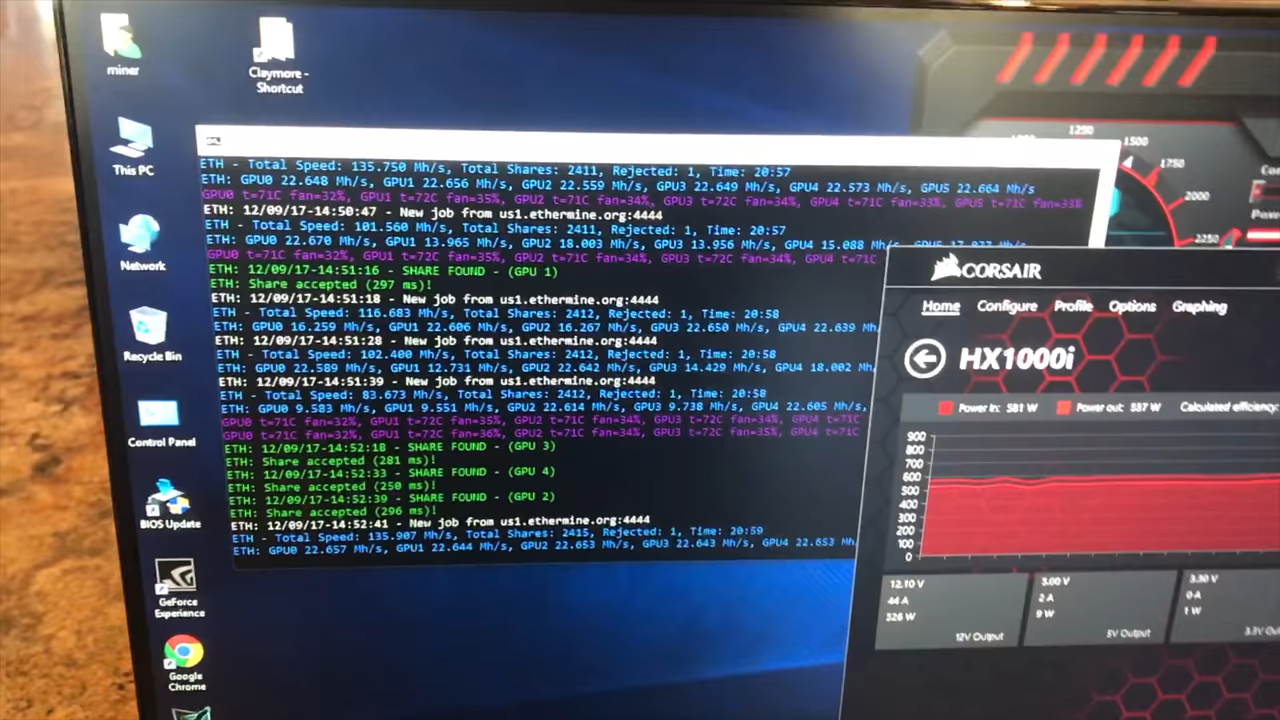 miner
Claymore -
Shortcut
This PC
Network
Recycle Bin
Control Panel
BIOS Update
GeForce
Experience
Google
Chrome
ETH - Total Speed: 135.750 Mh/s, Total Shares: 2411, Rejected: 1, Time: 20:57
ETH: GPU0 22.648 Mh/s, GPU1 22.656 Mh/s, GPU2 22.559 Mh/s, GPU3 22.649 Mh/s, GPU4 22.573 Mh/s, GPU5 22.664 Mh/s
GPU0 t=71C fan=32%, GPU1 t=72C fan=35%, GPU2 t=71C fan=34%, GPU3 t=72C fan=34%, GPU4 t=71C fan=33%, GPU5 t=71C fan=33%
ETH: 12/09/17-14:50:47 - New job from us1.ethermine.org:4444
ETH - Total Speed: 101.560 Mh/s, Total Shares: 2411, Rejected: 1, Time: 20:57
ETH: GPU0 22.670 Mh/s, GPU1 13.965 Mh/s, GPU2 18.003 Mh/s, GPU3 13.956 Mh/s, GPU4 15.088 Mh/s,
GPU0 t=71C fan=32%, GPU1 t=72C fan=35%, GPU2 t=71C fan=34%, GPU3 t=72C fan=34%, GPU4 t=71C
ETH: 12/09/17-14:51:16 - SHARE FOUND - (GPU 1)
ETH: Share accepted (297 ms)!
ETH: 12/09/17-14:51:18 - New job from us1.ethermine.org:4444
ETH - Total Speed: 116.683 Mh/s, Total Shares: 2412, Rejected: 1, Time: 20:58
ETH: GPU0 16.259 Mh/s, GPU1 22.606 Mh/s, GPU2 16.267 Mh/s, GPU3 22.650 Mh/s, GPU4 22.639 Mh/
ETH: 12/09/17-14:51:28 - New job from us1.ethermine.org:4444
ETH - Total Speed: 102.400 Mh/s, Total Shares: 2412, Rejected: 1, Time: 20:58
ETH: GPU0 22.589 Mh/s, GPU1 12.731 Mh/s, GPU2 22.642 Mh/s, GPU3 14.429 Mh/s, GPU4 18.002 Mh/
ETH: 12/09/17-14:51:39 - New job from us1.ethermine.org:4444
ETH - Total Speed: 83.673 Mh/s, Total Shares: 2412, Rejected: 1, Time: 20:58
ETH: GPU0 9.583 Mh/s, GPU1 9.551 Mh/s, GPU2 22.614 Mh/s, GPU3 9.738 Mh/s, GPU4 22.605 Mh/s,
GPU0 t=71C fan=32%, GPU1 t=72C fan=35%, GPU2 t=71C fan=34%, GPU3 t=72C fan=34%, GPU4 t=71C
GPU0 t=71C fan=32%, GPU1 t=72C fan=36%, GPU2 t=71C fan=34%, GPU3 t=72C fan=35%, GPU4 t=71C
ETH: 12/09/17-14:52:18 - SHARE FOUND - (GPU 3)
ETH: Share accepted (281 ms)!
ETH: 12/09/17-14:52:33 - SHARE FOUND - (GPU 4)
ETH: Share accepted (250 ms)!
ETH: 12/09/17-14:52:39 - SHARE FOUND - (GPU 2)
ETH: Share accepted (296 ms)!
ETH: 12/09/17-14:52:41 - New job from us1.ethermine.org:4444
ETH - Total Speed: 135.907 Mh/s, Total Shares: 2415, Rejected: 1, Time: 20:59
ETH: GPU0 22.657 Mh/s, GPU1 22.644 Mh/s, GPU2 22.653 Mh/s, GPU3 22.643 Mh/s, GPU4 22.653 Mh
1250
1500
1750
2000
2250
CORSAIR
Home Configure Profile Options Graphing
HX1000i
Power in: 581 W Power out: 537 W Calculated efficiency:
900
800
700
600
500
400
300
200
100
0
12.10 V
44 A
526 W
12V Output
5.00 V
2 A
9 W
5V Output
3.30 V
0 A
1 W